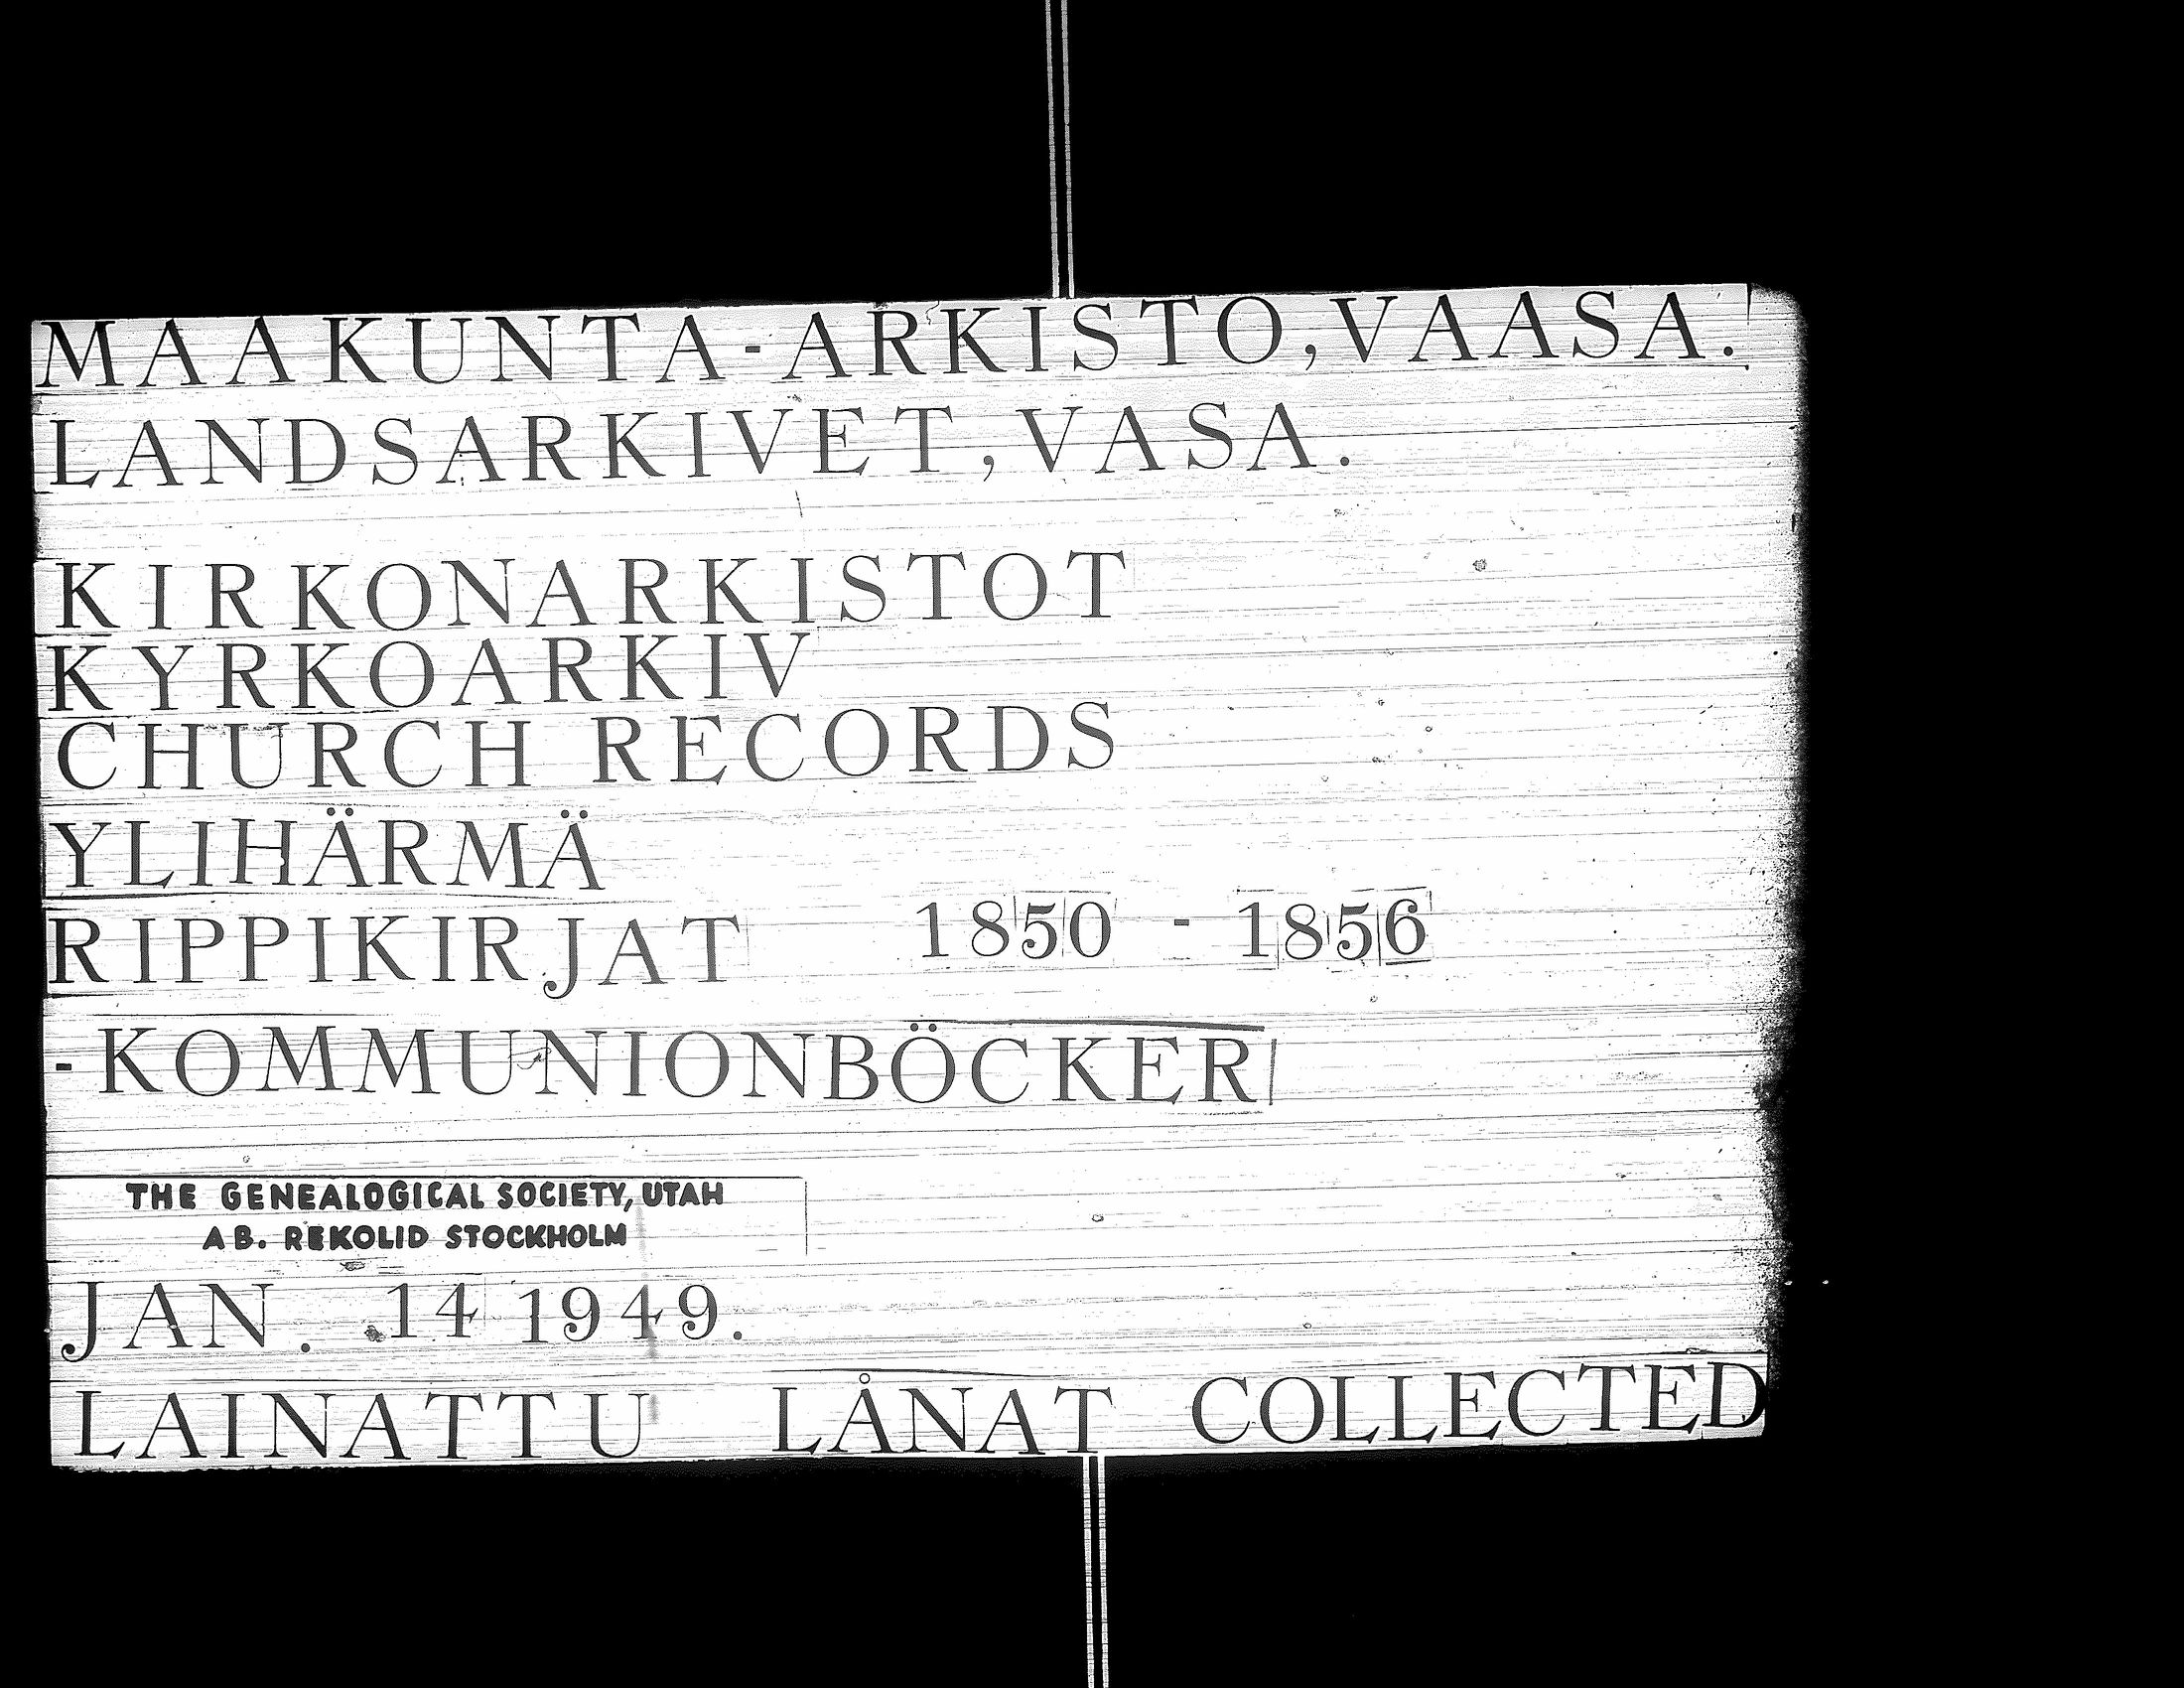 MAAKUNTA-ARKISTO,VAASA.
LANDSARKIVET,VASA.
KIRKONARKISTOT
KYRKOARKIV
CHURCH RECORDS
YLIHÄRMÄ
RIPPIKIRJAT 1850 - 1856
-KOMMUNIONBÖCKER
THE GENEALOGICAL SOCIETY, UTAH
AB. REKOLID STOCKHOLM
JAN. 14 1949.
LAINATTU LÅNAT COLLECTED